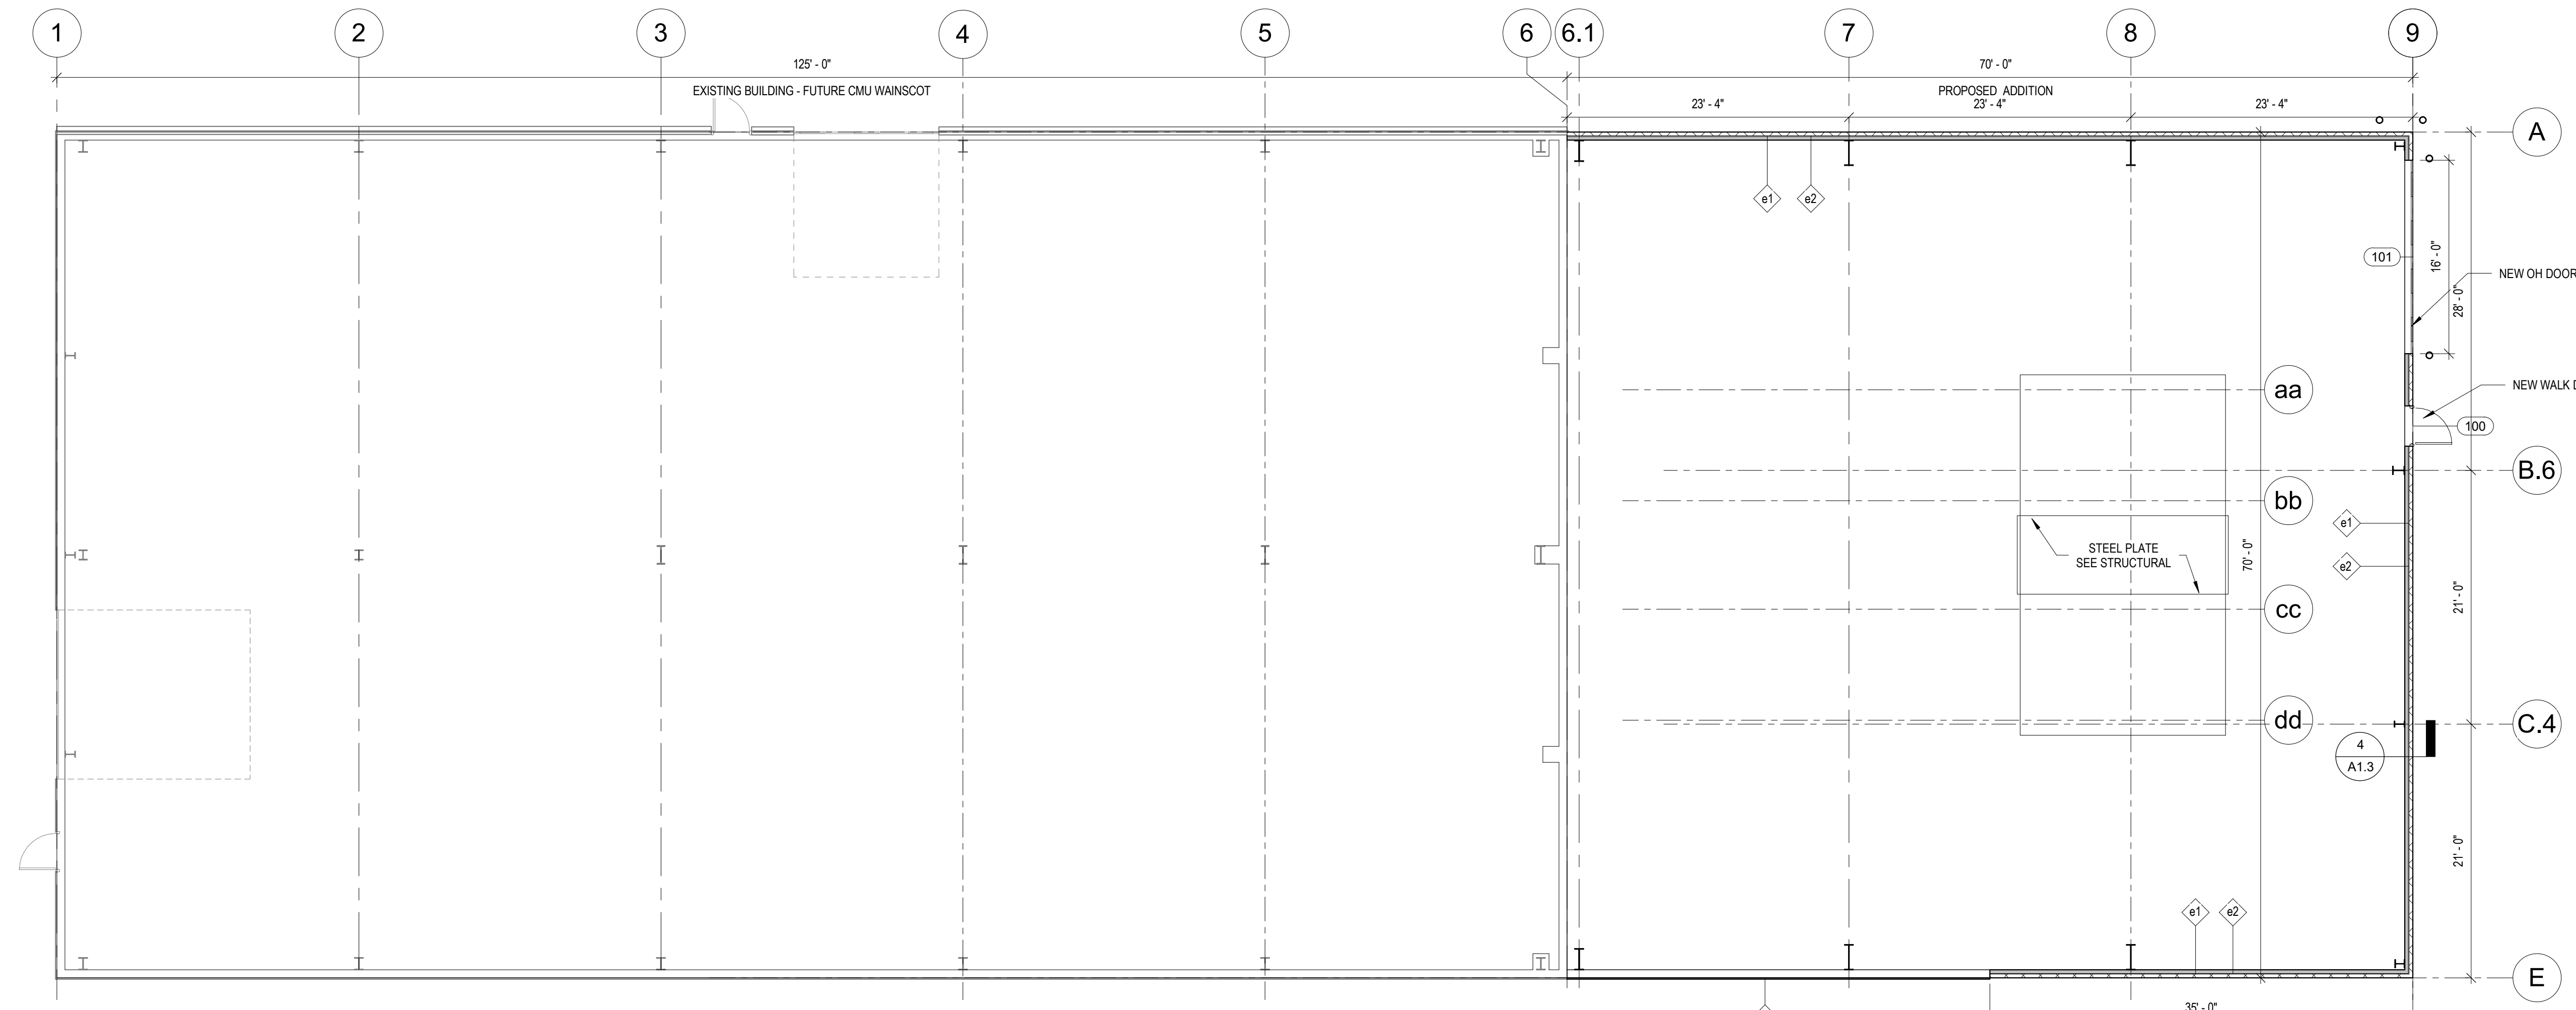 1 2 3 4 5 6 6.1 7 8 9
125' - 0"
70' - 0"
EXISTING BUILDING - FUTURE CMU WAINSCOT
PROPOSED ADDITION
23' - 4" 23' - 4" 23' - 4"
A
e1 e2
101
16' - 0"
NEW OH DOOR
28' - 0"
NEW WALK
aa
100
B.6
bb
e1
STEEL PLATE
SEE STRUCTURAL
70' - 0"
e2
21' - 0"
cc
dd
C.4
4
A1.3
21' - 0"
e1 e2
E
35' - 0"